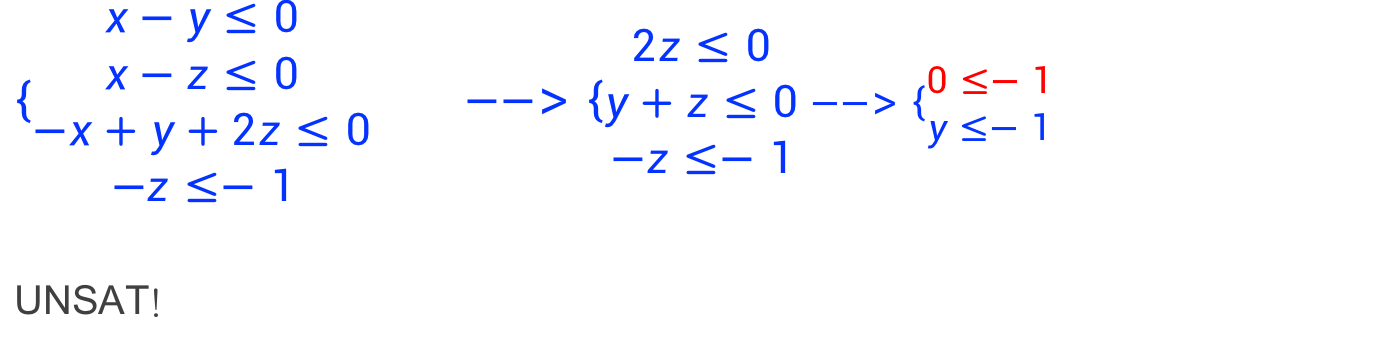 x − y ≤ 0
x − z ≤ 0
{
−x + y + 2z ≤ 0
−z ≤− 1
−−>
2z ≤ 0
{y + z ≤ 0
−z ≤− 1
−−>
{0 ≤− 1
y ≤− 1
UNSAT!